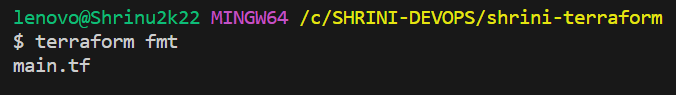 lenovo@Shrinu2k22 MINGW64 /c/SHRINI-DEVOPS/shrini-terraform
$ terraform fmt
main.tf